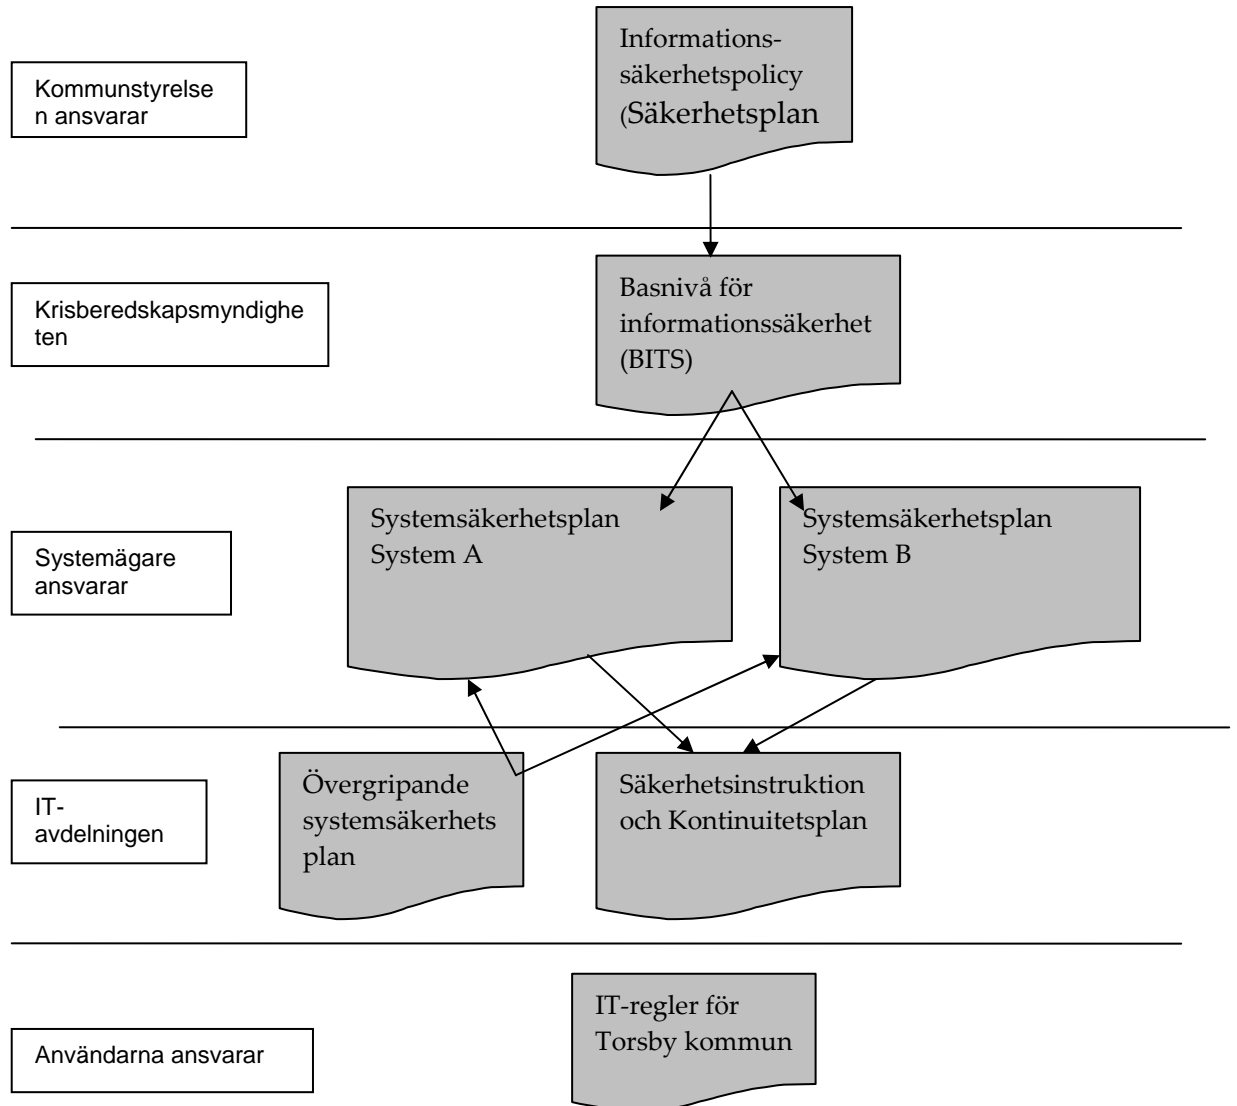 Informations-
säkerhetspolicy
(Säkerhetsplan
Kommunstyrelse
n ansvarar
Basnivå för
informationssäkerhet
(BITS)
Krisberedskapsmyndighe
ten
Systemsäkerhetsplan
System A
Systemsäkerhetsplan
System B
Systemägare
ansvarar
Övergripande
systemsäkerhets
plan
Säkerhetsinstruktion
och Kontinuitetsplan
IT-
avdelningen
IT-regler för
Torsby kommun
Användarna ansvarar